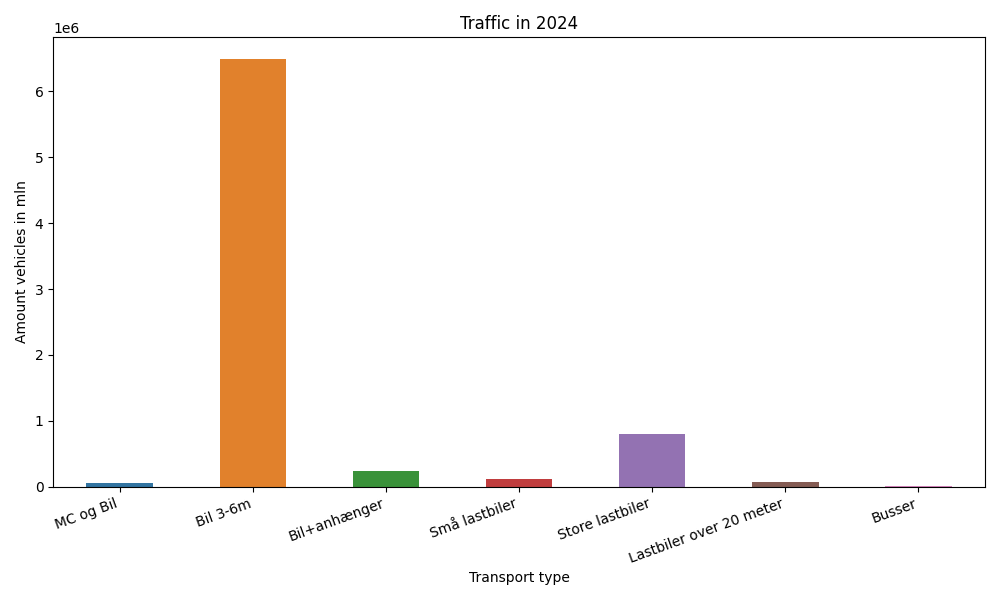 Traffic in 2024
1e6
Amount vehicles in mln
6
5
4
3
2
1
0
MC og Bil
Bil 3-6m
Bil+anhænger
Små lastbiler
Store lastbiler
Lastbiler over 20 meter
Busser
Transport type